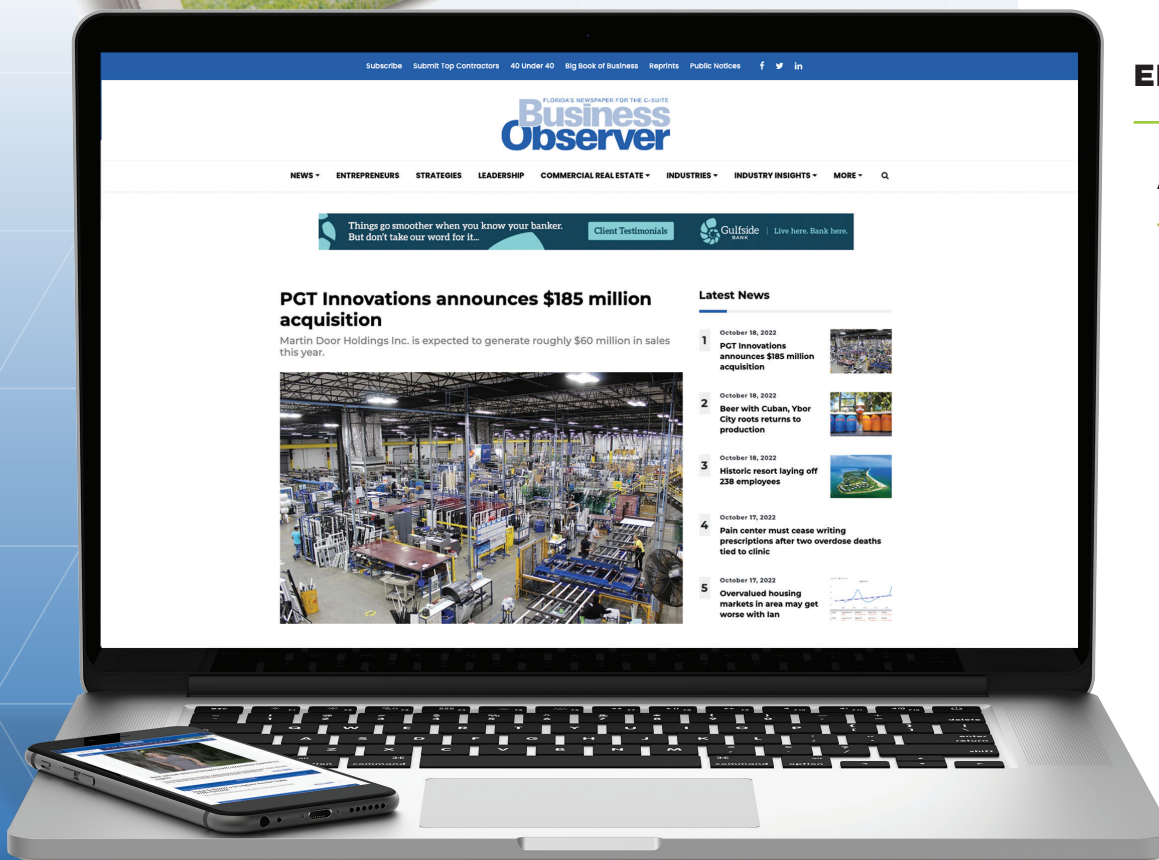 Subscribe Submit Top Contractors 40 Under 40 Big Book of Business Reprints Public Notices
FLORIDA'S NEWSPAPER FOR THE C-SUITE
Business
Observer
NEWS ENTREPRENEURS STRATEGIES LEADERSHIP COMMERCIAL REAL ESTATE INDUSTRIES INDUSTRY INSIGHTS MORE
Things go smoother when you know your banker.
But don't take our word for it...
Client Testimonials
Gulfside
BANK
Live here. Bank here.
PGT Innovations announces $185 million
acquisition
Martin Door Holdings Inc. is expected to generate roughly $60 million in sales
this year.
Latest News
1
October 18, 2022
PGT Innovations
announces $185 million
acquisition
2
October 18, 2022
Beer with Cuban, Ybor
City roots returns to
production
3
October 18, 2022
Historic resort laying off
238 employees
4
October 17, 2022
Pain center must cease writing
prescriptions after two overdose deaths
tied to clinic
5
October 17, 2022
Overvalued housing
markets in area may get
worse with Ian
delete
enter
return
shift
command
command
option